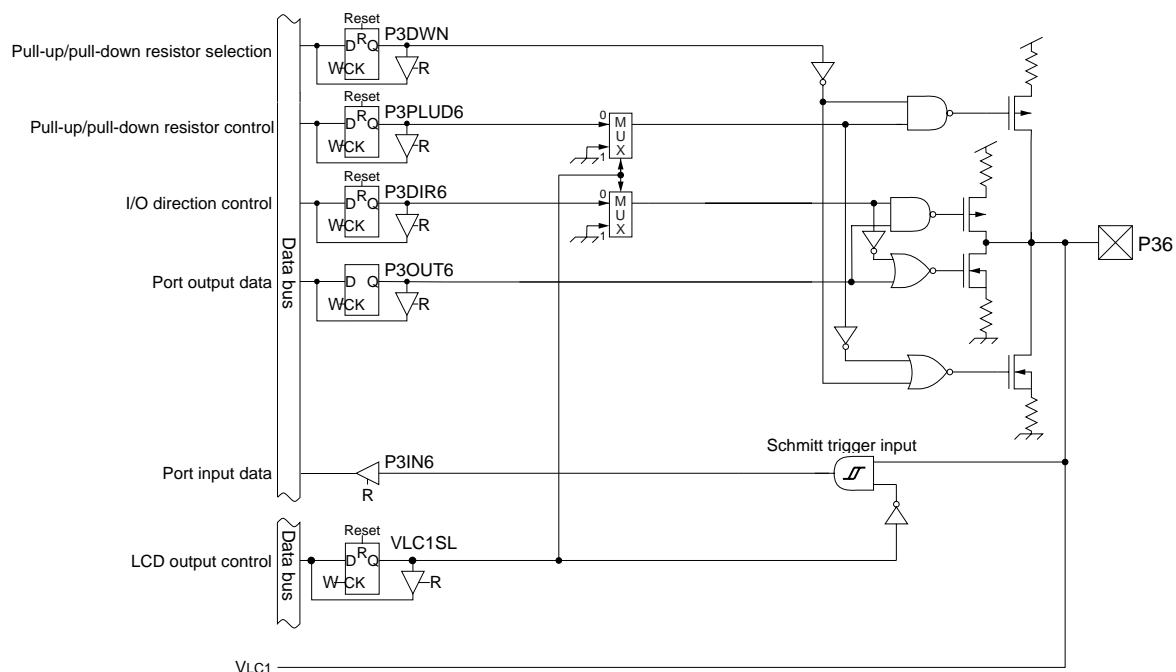 Reset
Pull-up/pull-down resistor selection
D R Q
P3DWN
W CK
R
Reset
Pull-up/pull-down resistor control
D R Q
P3PLUD6
W CK
R
0
MUX
1
Reset
I/O direction control
D R Q
P3DIR6
W CK
R
0
MUX
1
P36
Data bus
Port output data
D Q
P3OUT6
W CK
R
Schmitt trigger input
Port input data
P3IN6
R
Reset
LCD output control
Data bus
D R Q
VLC1SL
W CK
R
VLC1